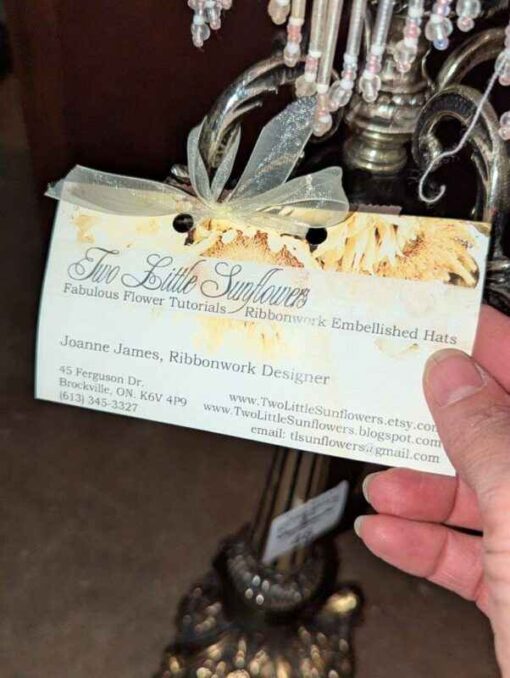 Two Little Sunflowers
Fabulous Flower Tutorials Ribbonwork Embellished Hats
Joanne James, Ribbonwork Designer
45 Ferguson Dr.
Brockville, ON. K6V 4P9
(613) 345-3327
www.TwoLittleSunflowers.etsy.com
www.TwoLittleSunflowers.blogspot.com
email: tlsunflowers@gmail.com